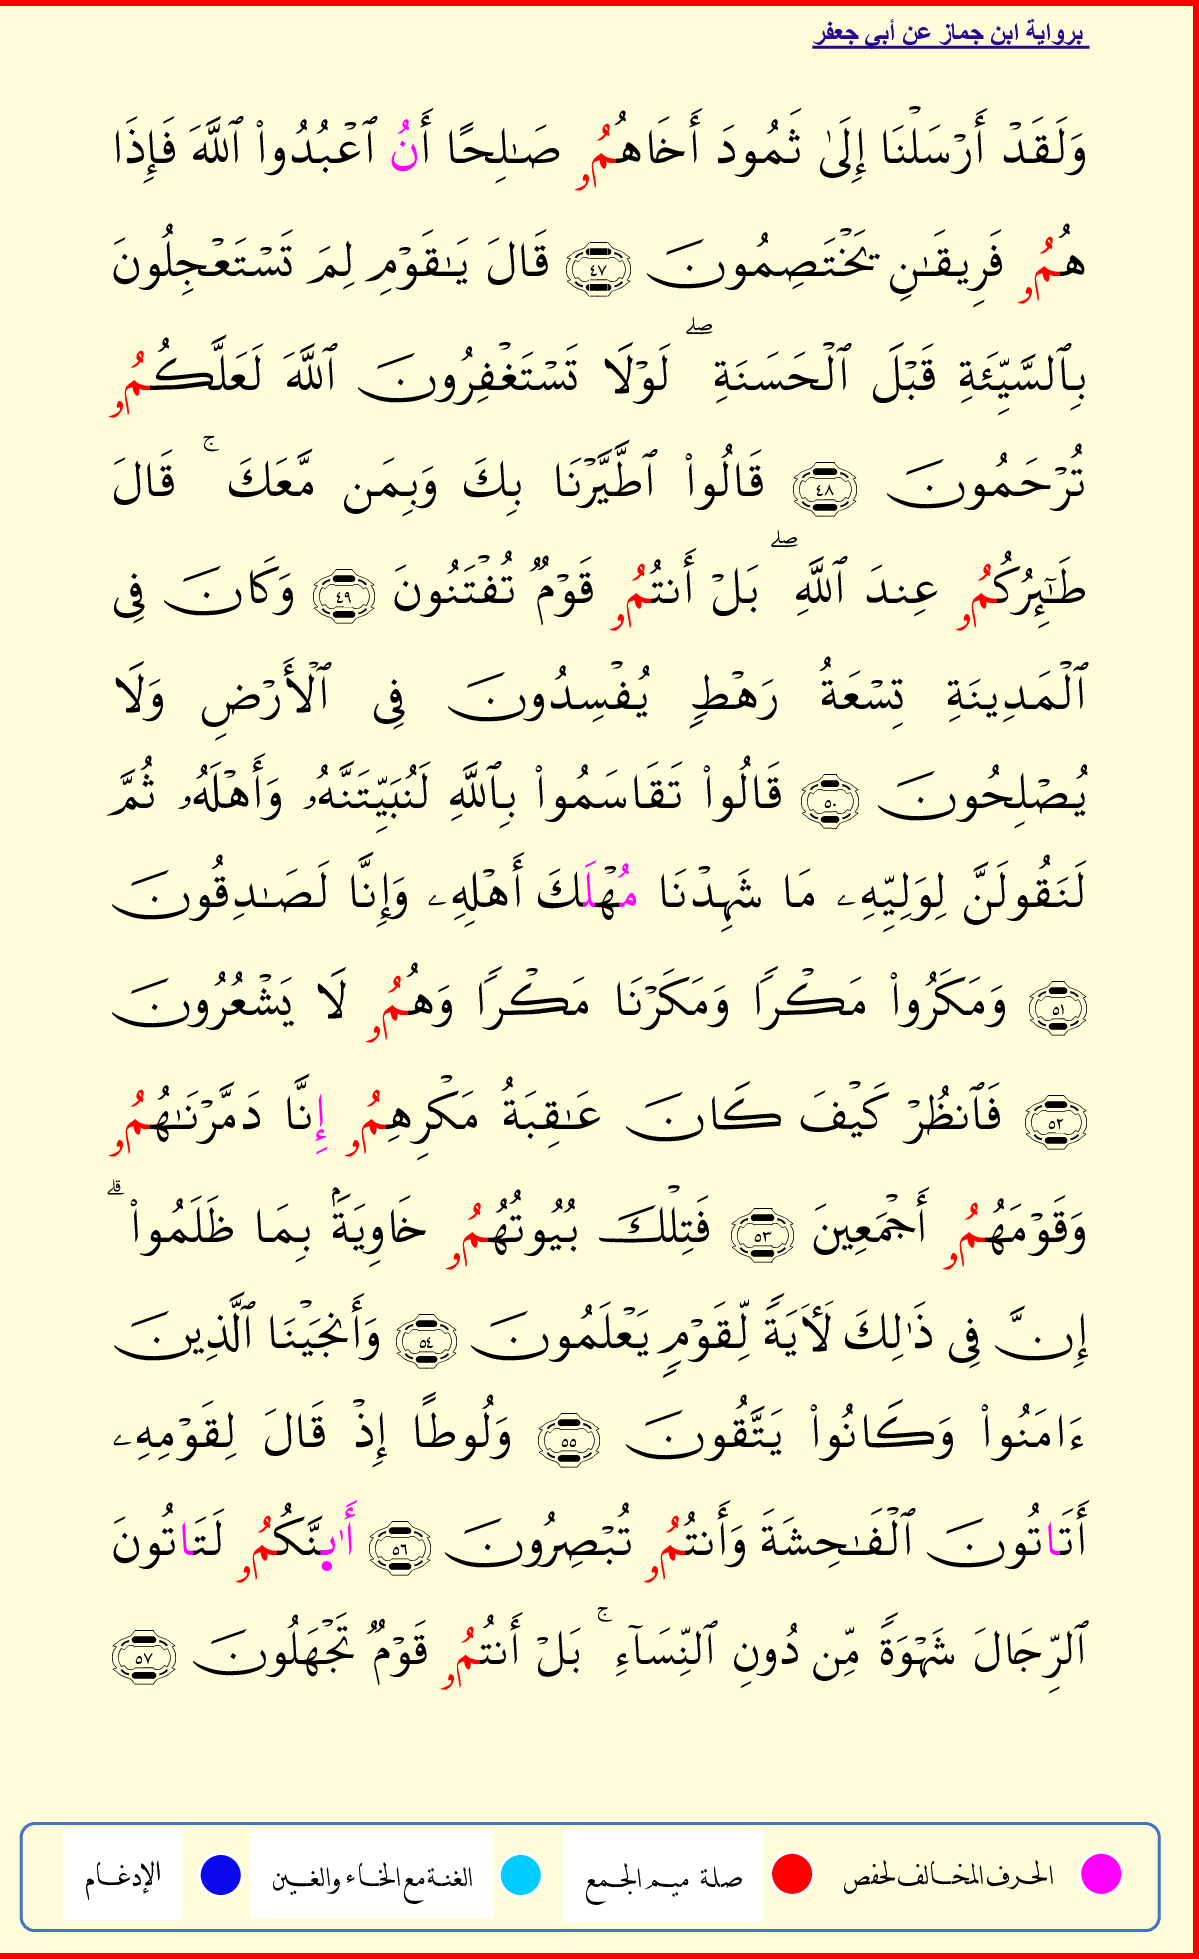 برواية ابن جماز عن أبي جعفر
وَلَقَدۡ أَرۡسَلۡنَا إِلَىٰ ثَمُودَ أَخَاهُمُۥ صَـٰلِحًا أَنُ ٱعۡبُدُواْ ٱللَّهَ فَإِذَا
هُمُۥ فَرِيقَـٰنِ يَخۡتَصِمُونَ ٤٧ قَالَ يَـٰقَوۡمِ لِمَ تَسۡتَعۡجِلُونَ
بِٱلسَّيِّئَةِ قَبۡلَ ٱلۡحَسَنَةِۖ لَوۡلَا تَسۡتَغۡفِرُونَ ٱللَّهَ لَعَلَّكُمُۥ
تُرۡحَمُونَ ٤٨ قَالُواْ ٱطَّيَّرۡنَا بِكَ وَبِمَن مَّعَكَۚ قَالَ
طَـٰٓئِرُكُمُۥ عِندَ ٱللَّهِۖ بَلۡ أَنتُمُۥ قَوۡمٌ تُفۡتَنُونَ ٤٩ وَكَانَ فِي
ٱلۡمَدِينَةِ تِسۡعَةُ رَهۡطٍ يُفۡسِدُونَ فِي ٱلۡأَرۡضِ وَلَا
يُصۡلِحُونَ ٥٠ قَالُواْ تَقَاسَمُواْ بِٱللَّهِ لَنُبَيِّتَنَّهُۥ وَأَهۡلَهُۥ ثُمَّ
لَنَقُولَنَّ لِوَلِيِّهِۦ مَا شَهِدۡنَا مُهۡلَكَ أَهۡلِهِۦ وَإِنَّا لَصَـٰدِقُونَ
٥١ وَمَكَرُواْ مَكۡرًا وَمَكَرۡنَا مَكۡرًا وَهُمُۥ لَا يَشۡعُرُونَ
٥٢ فَٱنظُرۡ كَيۡفَ كَانَ عَـٰقِبَةُ مَكۡرِهِمُۥ إِنَّا دَمَّرۡنَـٰهُمُۥ
وَقَوۡمَهُمُۥ أَجۡمَعِينَ ٥٣ فَتِلۡكَ بُيُوتُهُمُۥ خَاوِيَةَۢ بِمَا ظَلَمُواْۗ
إِنَّ فِي ذَٰلِكَ لَأٓيَةً لِّقَوۡمٍ يَعۡلَمُونَ ٥٤ وَأَنجَيۡنَا ٱلَّذِينَ
ءَامَنُواْ وَكَانُواْ يَتَّقُونَ ٥٥ وَلُوطًا إِذۡ قَالَ لِقَوۡمِهِۦ
أَتَاتُونَ ٱلۡفَـٰحِشَةَ وَأَنتُمُۥ تُبۡصِرُونَ ٥٦ أَٰىِٕنَّكُمُۥ لَتَاتُونَ
ٱلرِّجَالَ شَهۡوَةً مِّن دُونِ ٱلنِّسَآءِۚ بَلۡ أَنتُمُۥ قَوۡمٌ تَجۡهَلُونَ ٥٧
الحرف المخالف لحفص صلة ميم الجمع الغنة مع الخاء والغين الإدغام